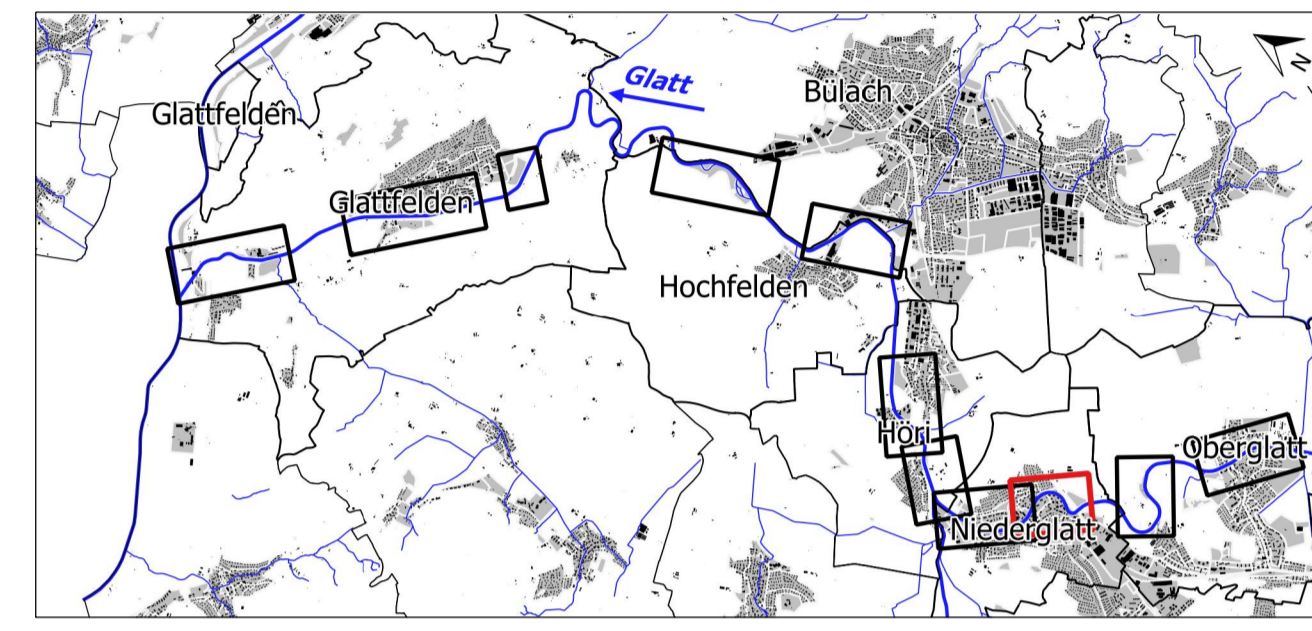 Glatt
N
Bülach
Glattfelden
Glattfelden
Hochfelden
Höri
Oberglatt
Niederglatt